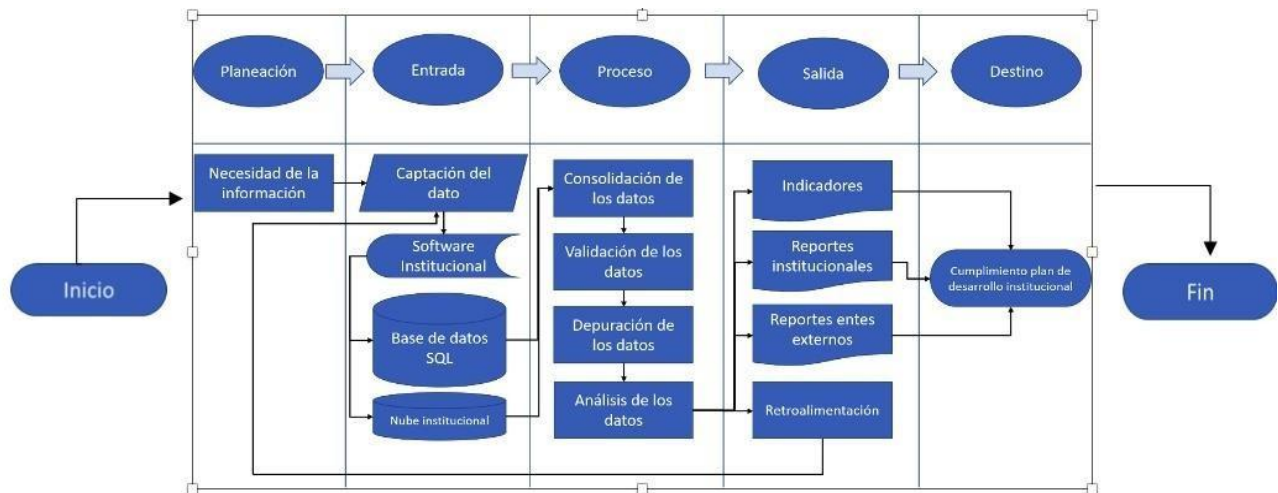 Planeación
Entrada
Proceso
Salida
Destino
Inicio
Necesidad de la
información
Captación del
dato
Software
Institucional
Base de datos
SQL
Nube institucional
Consolidación de
los datos
Validación de los
datos
Depuración de
los datos
Análisis de los
datos
Indicadores
Reportes
institucionales
Reportes entes
externos
Retroalimentación
Cumplimiento plan de
desarrollo institucional
Fin